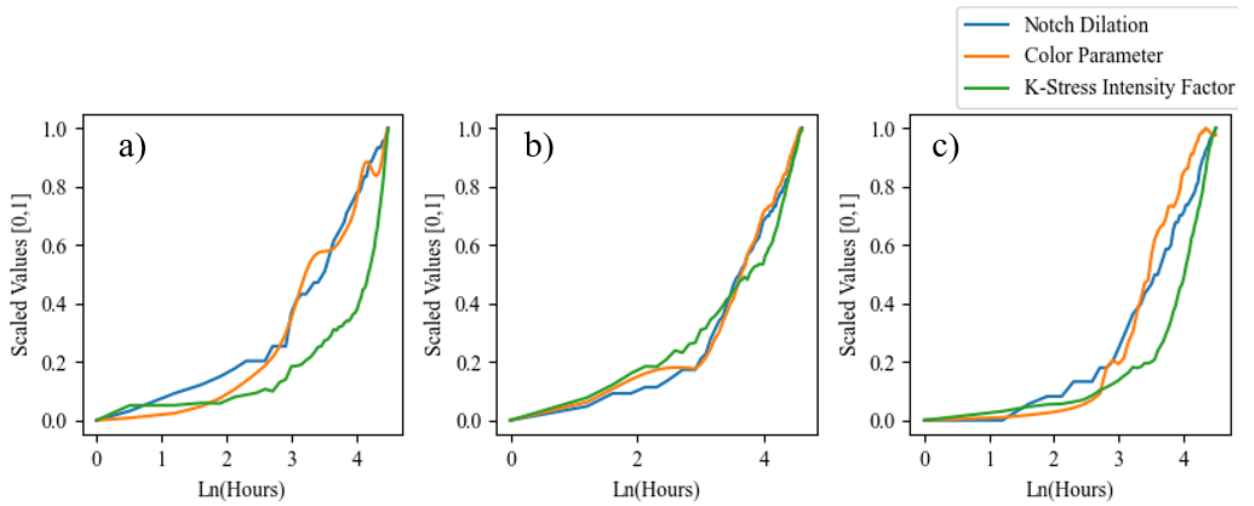 Notch Dilation
Color Parameter
K-Stress Intensity Factor
a)
b)
c)
Scaled Values [0,1]
1.0
0.8
0.6
0.4
0.2
0.0
0 1 2 3 4
Ln(Hours)
Scaled Values [0,1]
1.0
0.8
0.6
0.4
0.2
0.0
0 2 4
Ln(Hours)
Scaled Values [0,1]
1.0
0.8
0.6
0.4
0.2
0.0
0 1 2 3 4
Ln(Hours)